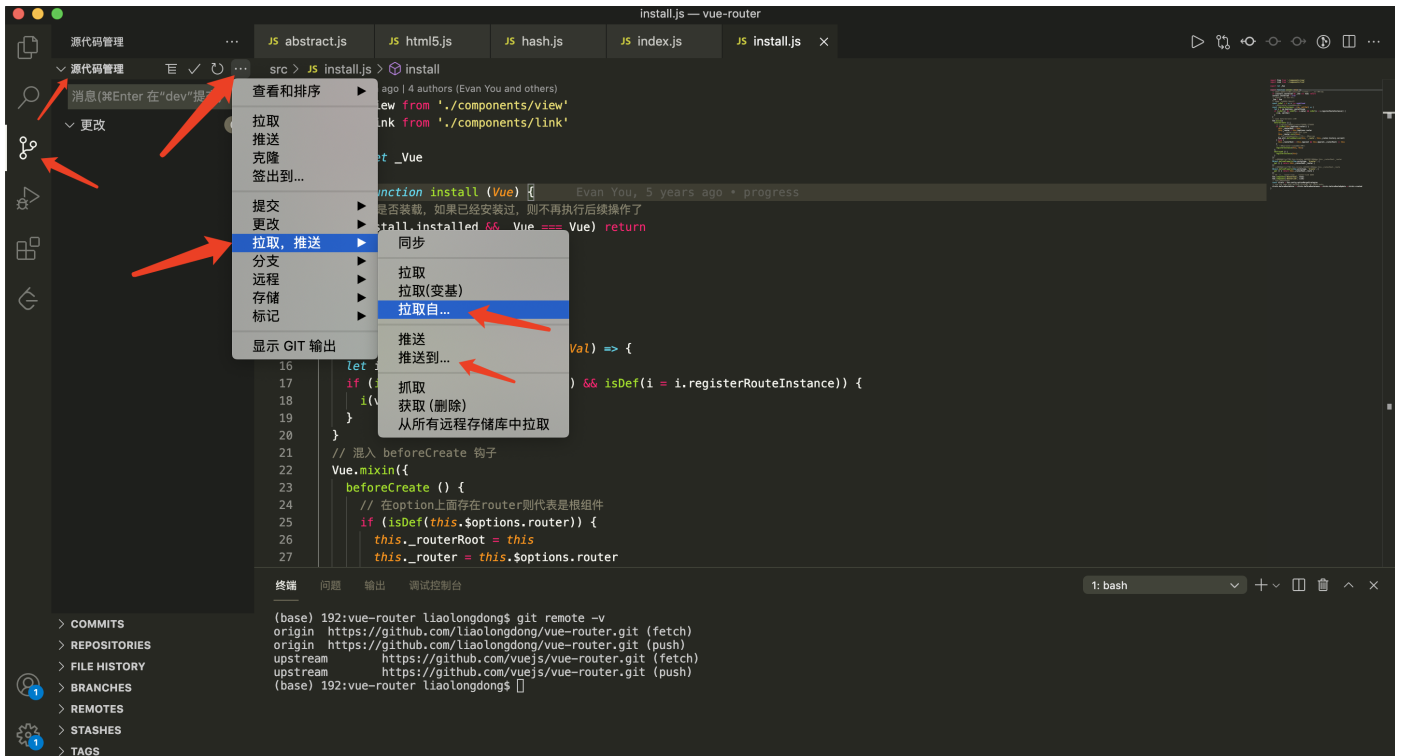 install.js — vue-router
源代码管理 ···
JS abstract.js JS html5.js JS hash.js JS index.js JS install.js ×
源代码管理 ···
src > JS install.js > install
消息(⌘Enter 在“dev”提
更改
查看和排序
拉取
推送
克隆
签出到...
提交
更改
拉取，推送
分支
远程
存储
标记
显示 GIT 输出
同步
拉取
拉取(变基)
拉取自...
推送
推送到...
抓取
获取 (删除)
从所有远程存储库中拉取
ago | 4 authors (Evan You and others)
ew from './components/view'
ink from './components/link'
et _Vue
unction install (Vue) { Evan You, 5 years ago • progress
是否装载，如果已经安装过，则不再执行后续操作了
stall.installed && _Vue === Vue) return
Val) => {
16 let
17 if ( ) && isDef(i = i.registerRouteInstance)) {
18 i(v
19 }
20 }
21 // 混入 beforeCreate 钩子
22 Vue.mixin({
23 beforeCreate () {
24 // 在option上面存在router则代表是根组件
25 if (isDef(this.$options.router)) {
26 this._routerRoot = this
27 this._router = this.$options.router
终端 问题 输出 调试控制台 1: bash
(base) 192:vue-router liaolongdong$ git remote -v
origin https://github.com/liaolongdong/vue-router.git (fetch)
origin https://github.com/liaolongdong/vue-router.git (push)
upstream https://github.com/vuejs/vue-router.git (fetch)
upstream https://github.com/vuejs/vue-router.git (push)
(base) 192:vue-router liaolongdong$
COMMITS
REPOSITORIES
FILE HISTORY
BRANCHES
REMOTES
STASHES
TAGS
1
1